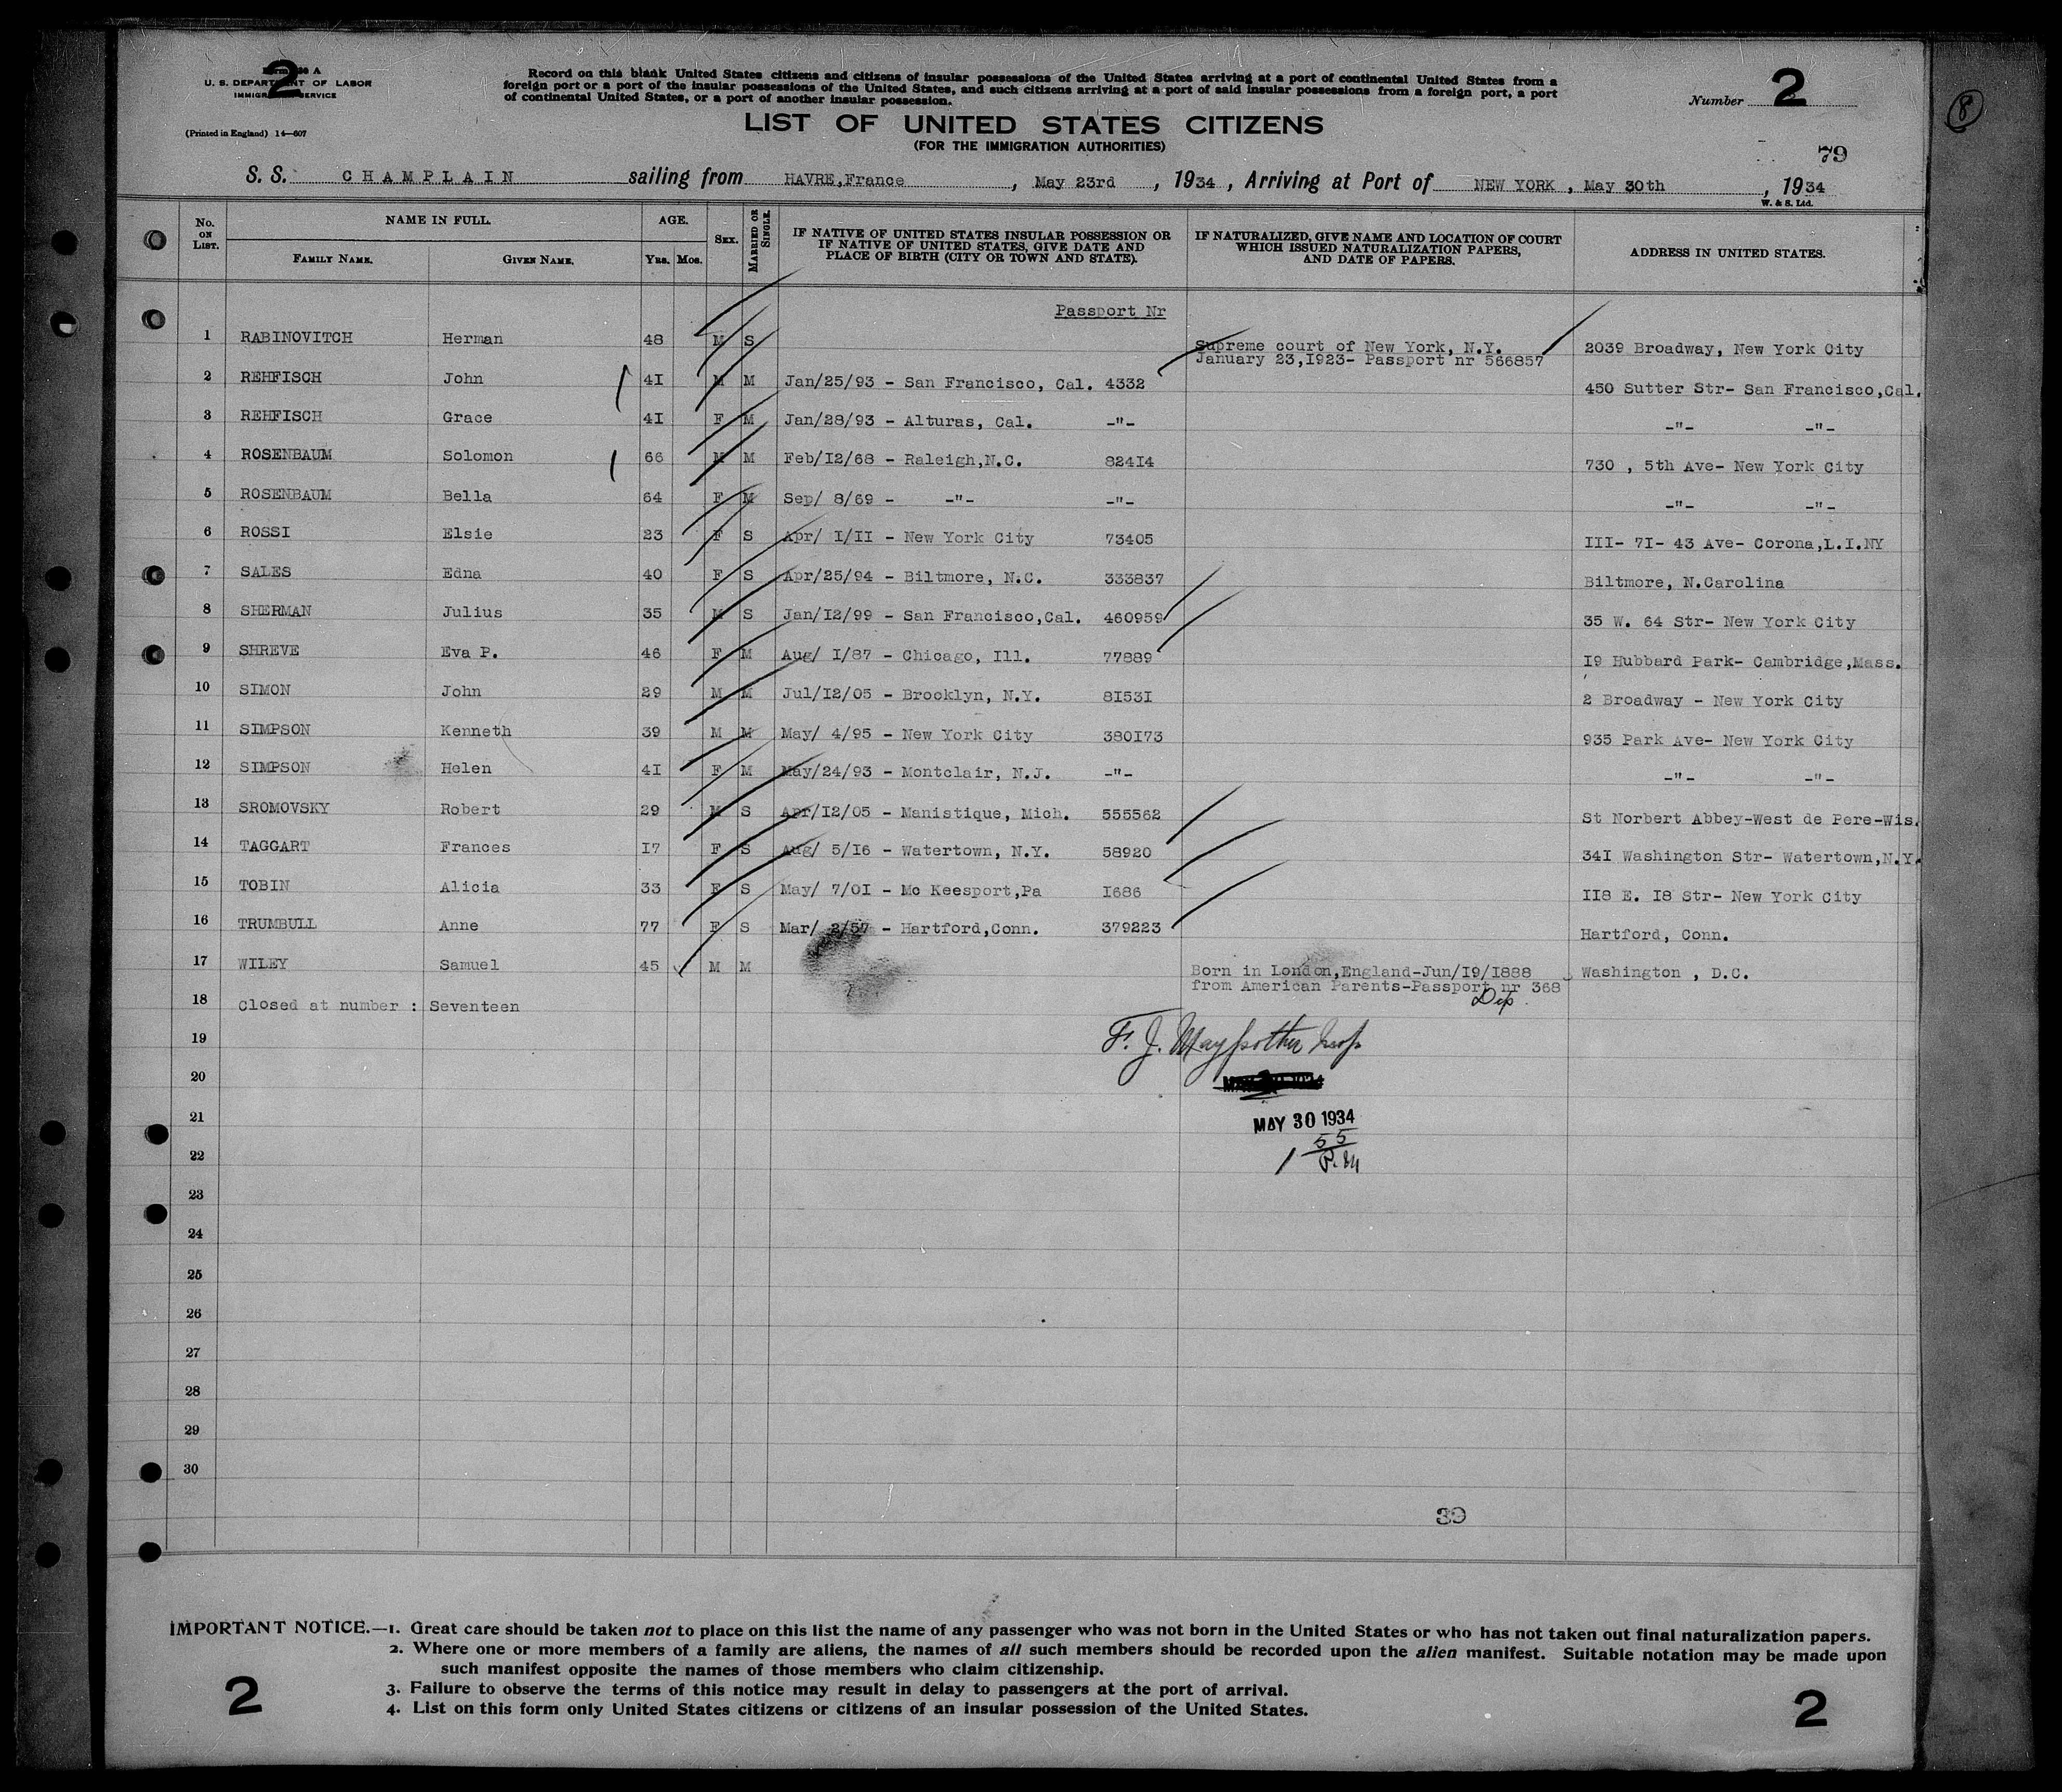 2
U. S. DEPARTMENT OF LABOR
IMMIGRATION SERVICE
(Printed in England) 14—607
Record on this blank United States citizens and citizens of insular possessions of the United States arriving at a port of continental United States from a
foreign port or a port of the insular possessions of the United States, and such citizens arriving at a port of said insular possessions from a foreign port, a port
of continental United States, or a port of another insular possession.
Number 2
8
LIST OF UNITED STATES CITIZENS
(FOR THE IMMIGRATION AUTHORITIES)
79
S. S. CHAMPLAIN sailing from HAVRE,France , May 23rd , 1934 , Arriving at Port of NEW YORK , May 30th , 1934
W. & S. Ltd.
No. ON LIST. NAME IN FULL. FAMILY NAME. GIVEN NAME. AGE. YRS. MOS. SEX. MARRIED OR SINGLE. IF NATIVE OF UNITED STATES INSULAR POSSESSION OR IF NATIVE OF UNITED STATES, GIVE DATE AND PLACE OF BIRTH (CITY OR TOWN AND STATE). IF NATURALIZED, GIVE NAME AND LOCATION OF COURT WHICH ISSUED NATURALIZATION PAPERS, AND DATE OF PAPERS. ADDRESS IN UNITED STATES.
Passport Nr
1 RABINOVITCH Herman 48 M S Supreme court of New York, N.Y. 2039 Broadway, New York City
January 23,1923- Passport nr 566857
2 REHFISCH John 4I M M Jan/25/93 - San Francisco, Cal. 4332 450 Sutter Str- San Francisco,Cal.
3 REHFISCH Grace 4I F M Jan/28/93 - Alturas, Cal. -"- -"- -"-
4 ROSENBAUM Solomon 66 M M Feb/I2/68 - Raleigh,N.C. 824I4 730 , 5th Ave- New York City
5 ROSENBAUM Bella 64 F M Sep/ 8/69 - -"- -"- -"- -"-
6 ROSSI Elsie 23 F S Apr/ I/II - New York City 73405 III- 7I- 43 Ave- Corona,L.I.NY
7 SALES Edna 40 F S Apr/25/94 - Biltmore, N.C. 333837 Biltmore, N.Carolina
8 SHERMAN Julius 35 M S Jan/I2/99 - San Francisco,Cal. 460959 35 W. 64 Str- New York City
9 SHREVE Eva P. 46 F M Aug/ I/87 - Chicago, Ill. 77889 I9 Hubbard Park- Cambridge,Mass.
10 SIMON John 29 M M Jul/I2/05 - Brooklyn, N.Y. 8I53I 2 Broadway - New York City
11 SIMPSON Kenneth 39 M M May/ 4/95 - New York City 380I73 935 Park Ave- New York City
12 SIMPSON Helen 4I F M May/24/93 - Montclair, N.J. -"- -"- -"-
13 SROMOVSKY Robert 29 M S Apr/I2/05 - Manistique, Mich. 555562 St Norbert Abbey-West de Pere-Wis.
14 TAGGART Frances I7 F S Aug/ 5/I6 - Watertown, N.Y. 58920 34I Washington Str- Watertown,N.Y.
15 TOBIN Alicia 33 F S May/ 7/0I - Mc Keesport,Pa I686 II8 E. I8 Str- New York City
16 TRUMBULL Anne 77 F S Mar/ 2/57 - Hartford,Conn. 379223 Hartford, Conn.
17 WILEY Samuel 45 M M Born in London,England-Jun/I9/I888 Washington , D.C.
from American Parents-Passport nr 368
Dip.
18 Closed at number : Seventeen
19
F. J.
20
21
MAY 30 1934
1 55
P.M
22
23
24
25
26
27
28
29
30
39
IMPORTANT NOTICE.—1. Great care should be taken not to place on this list the name of any passenger who was not born in the United States or who has not taken out final naturalization papers.
2. Where one or more members of a family are aliens, the names of all such members should be recorded upon the alien manifest. Suitable notation may be made upon
such manifest opposite the names of those members who claim citizenship.
3. Failure to observe the terms of this notice may result in delay to passengers at the port of arrival.
4. List on this form only United States citizens or citizens of an insular possession of the United States.
2
2